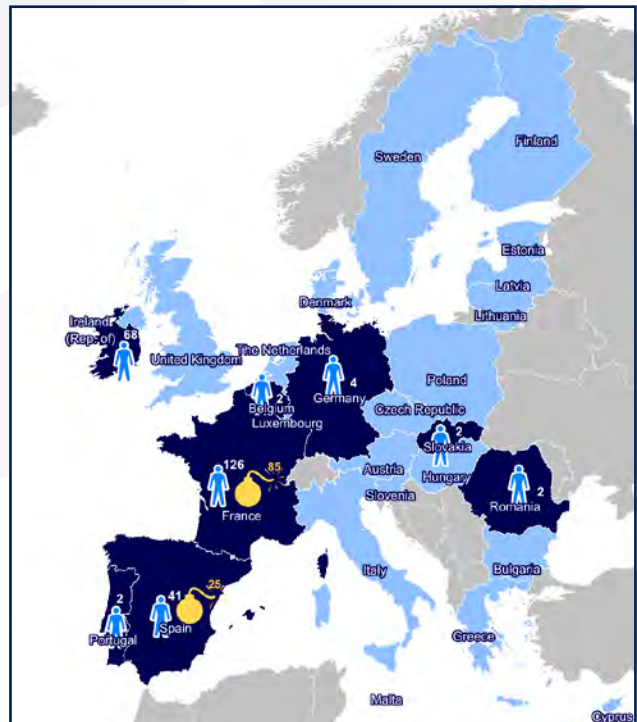 Finland
Sweden
Estonia
Latvia
Denmark
Lithuania
Ireland
(Rep. of)
68
United Kingdom
The Netherlands
Poland
4
Germany
2
Belgium
Luxembourg
Czech Republic
2
Slovakia
126
85
Austria
Hungary
Slovenia
2
Romania
France
Italy
Bulgaria
2
Portugal
41
25
Spain
Greece
Malta
Cyprus